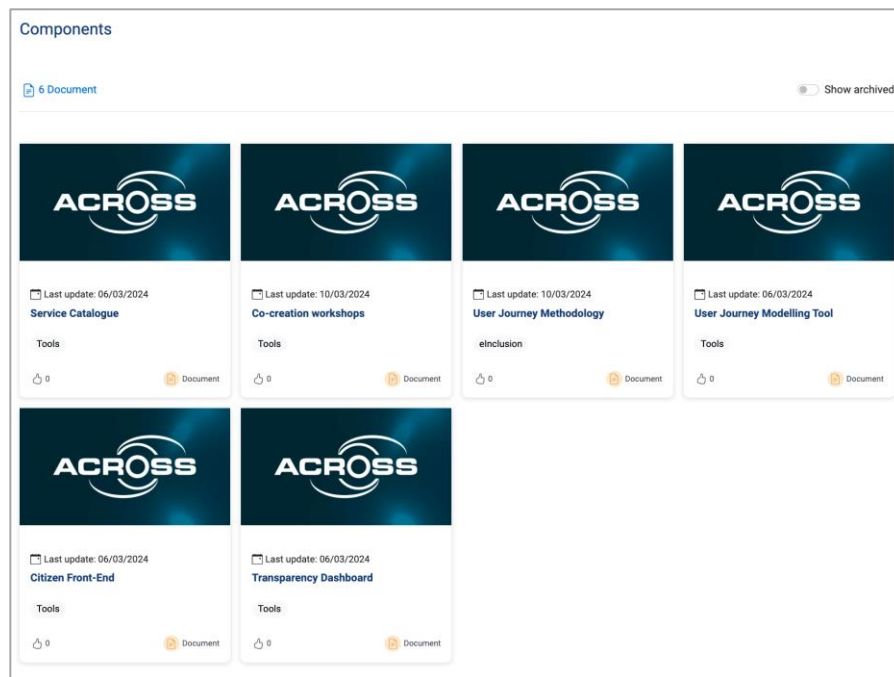 Components
6 Document
Show archived
ACROSS
Last update: 06/03/2024
Service Catalogue
Tools
0
Document
ACROSS
Last update: 10/03/2024
Co-creation workshops
Tools
0
Document
ACROSS
Last update: 10/03/2024
User Journey Methodology
eInclusion
0
Document
ACROSS
Last update: 06/03/2024
User Journey Modelling Tool
Tools
0
Document
ACROSS
Last update: 06/03/2024
Citizen Front-End
Tools
0
Document
ACROSS
Last update: 06/03/2024
Transparency Dashboard
Tools
0
Document